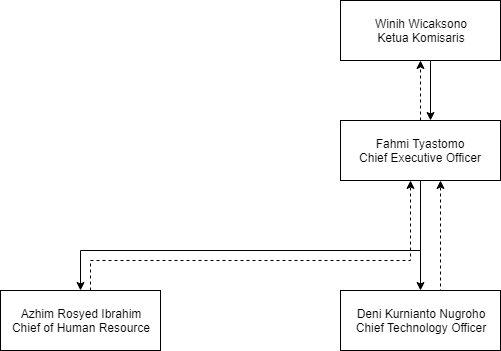 Winih Wicaksono
Ketua Komisaris
Fahmi Tyastomo
Chief Executive Officer
Azhim Rosyed Ibrahim
Chief of Human Resource
Deni Kurnianto Nugroho
Chief Technology Officer